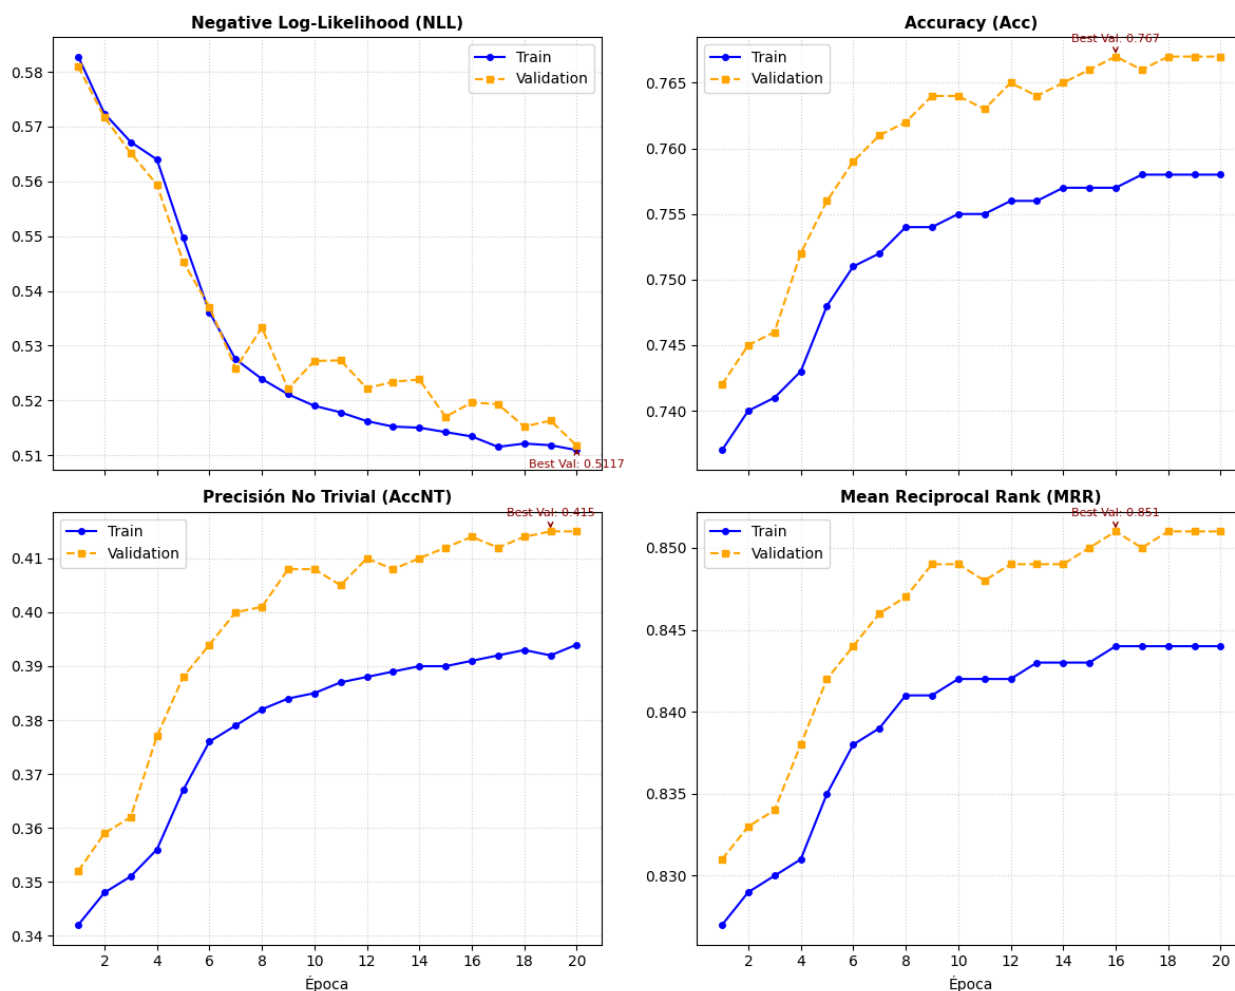 Negative Log-Likelihood (NLL)
Train
Validation
0.58
0.57
0.56
0.55
0.54
0.53
0.52
0.51
Best Val: 0.5117
Accuracy (Acc)
Best Val: 0.767
Train
Validation
0.765
0.760
0.755
0.750
0.745
0.740
Precisión No Trivial (AccNT)
Best Val: 0.415
Train
Validation
0.41
0.40
0.39
0.38
0.37
0.36
0.35
0.34
2 4 6 8 10 12 14 16 18 20
Época
Mean Reciprocal Rank (MRR)
Best Val: 0.851
Train
Validation
0.850
0.845
0.840
0.835
0.830
2 4 6 8 10 12 14 16 18 20
Época